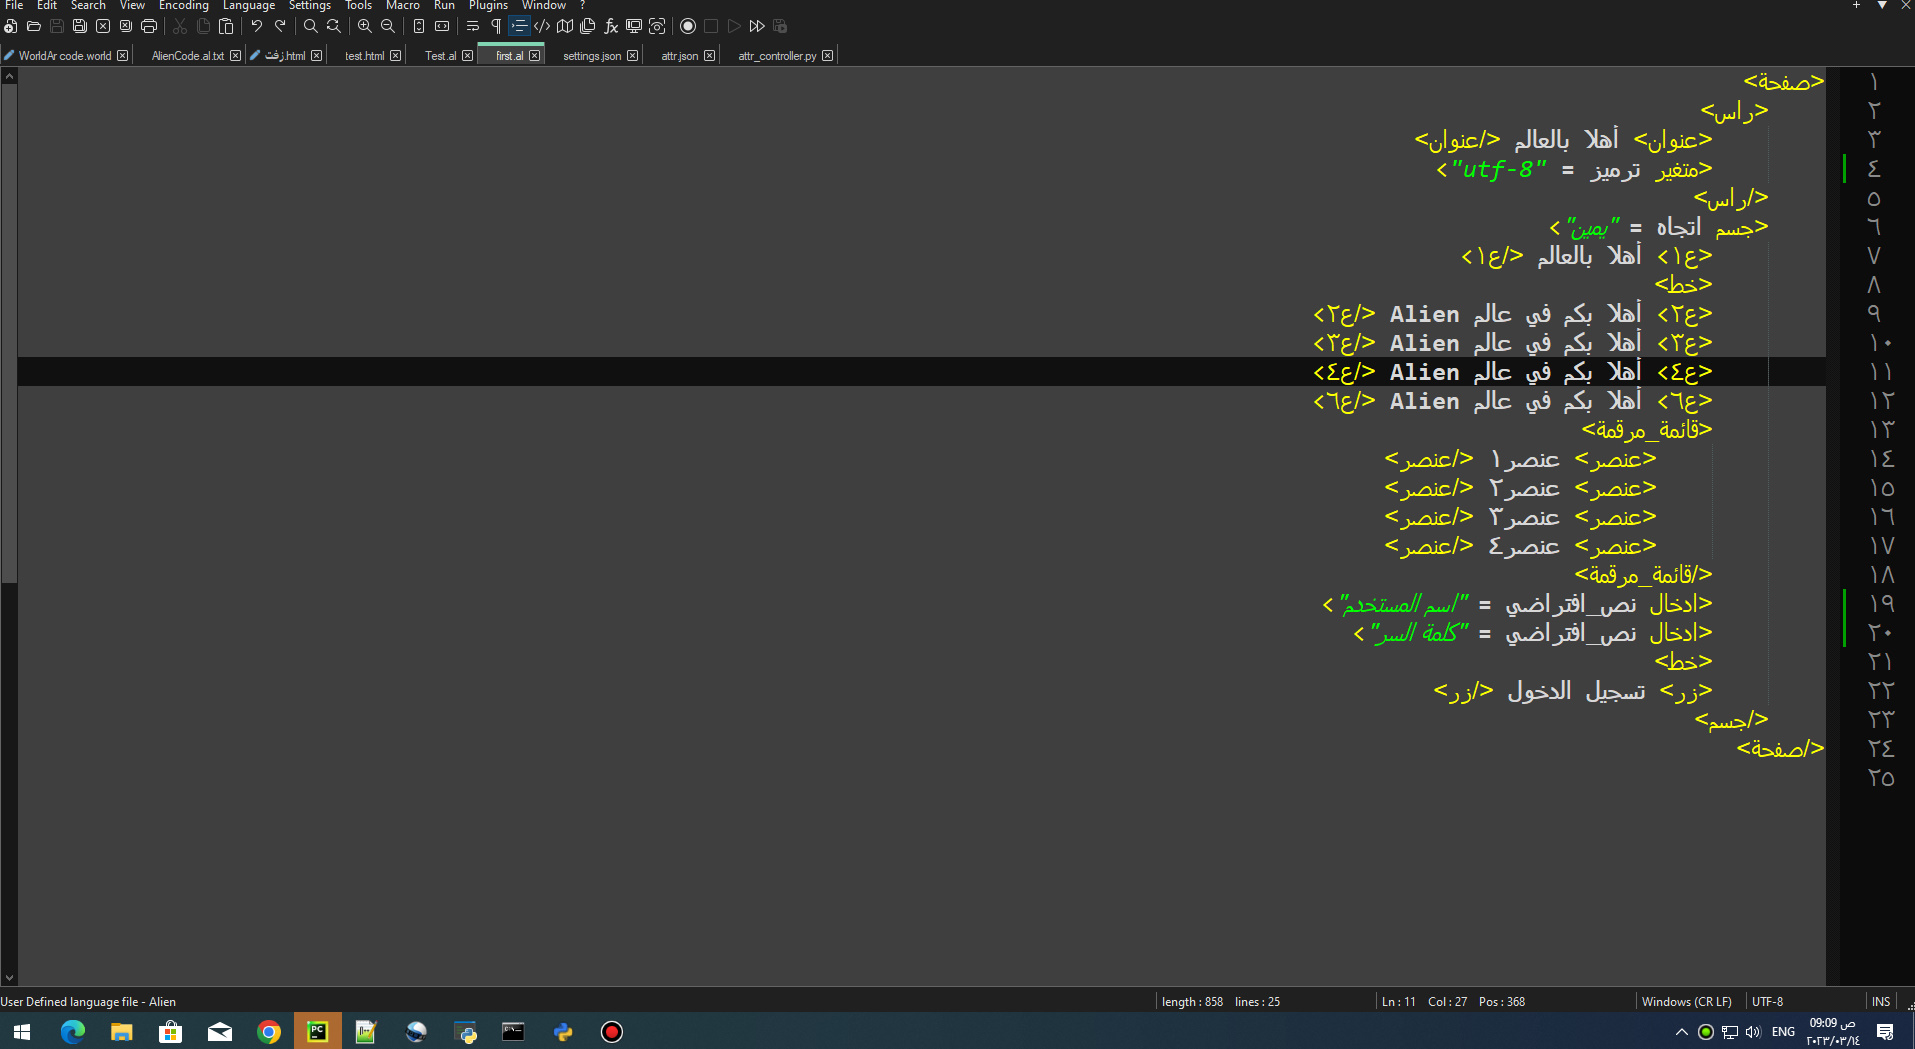 File Edit Search View Encoding Language Settings Tools Macro Run Plugins Window ?
WorldAr code.world AlienCode.al.txt زفت.html test.html Test.al first.al settings.json attr.json attr_controller.py
١ <صفحة>
٢ <راس>
٣ <عنوان> أهلا بالعالم </عنوان>
٤ <متغير ترميز = "utf-8">
٥ </راس>
٦ <جسم اتجاه = "يمين">
٧ <ع١> أهلا بالعالم </ع١>
٨ <خط>
٩ <ع٢> أهلا بكم في عالم Alien </ع٢>
١٠ <ع٣> أهلا بكم في عالم Alien </ع٣>
١١ <ع٤> أهلا بكم في عالم Alien </ع٤>
١٢ <ع٦> أهلا بكم في عالم Alien </ع٦>
١٣ <قائمة_مرقمة>
١٤ <عنصر> عنصر١ </عنصر>
١٥ <عنصر> عنصر٢ </عنصر>
١٦ <عنصر> عنصر٣ </عنصر>
١٧ <عنصر> عنصر٤ </عنصر>
١٨ </قائمة_مرقمة>
١٩ <ادخال نص_افتراضي = "اسم المستخدم">
٢٠ <ادخال نص_افتراضي = "كلمة السر">
٢١ <خط>
٢٢ <زر> تسجيل الدخول </زر>
٢٣ </جسم>
٢٤ </صفحة>
٢٥
User Defined language file - Alien length : 858 lines : 25 Ln : 11 Col : 27 Pos : 368 Windows (CR LF) UTF-8 INS
ENG 09:09 ص
٢٠٢٣/٠٣/١٤